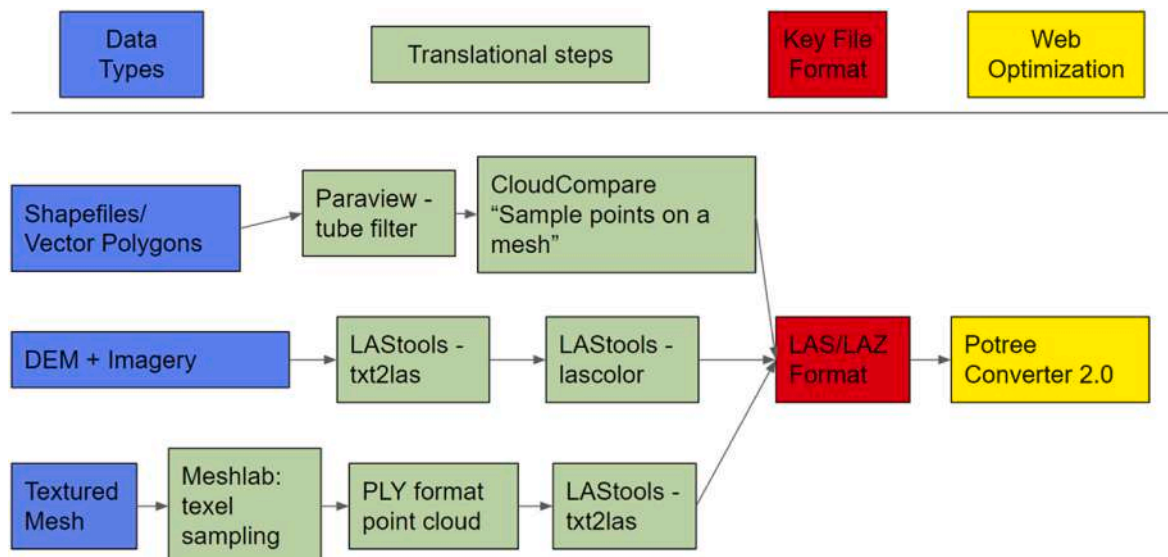 Data
Types
Translational steps
Key File
Format
Web
Optimization
Shapefiles/
Vector Polygons
Paraview -
tube filter
CloudCompare
“Sample points on a
mesh”
DEM + Imagery
LAStools -
txt2las
LAStools -
lascolor
LAS/LAZ
Format
Potree
Converter 2.0
Textured
Mesh
Meshlab:
texel
sampling
PLY format
point cloud
LAStools -
txt2las